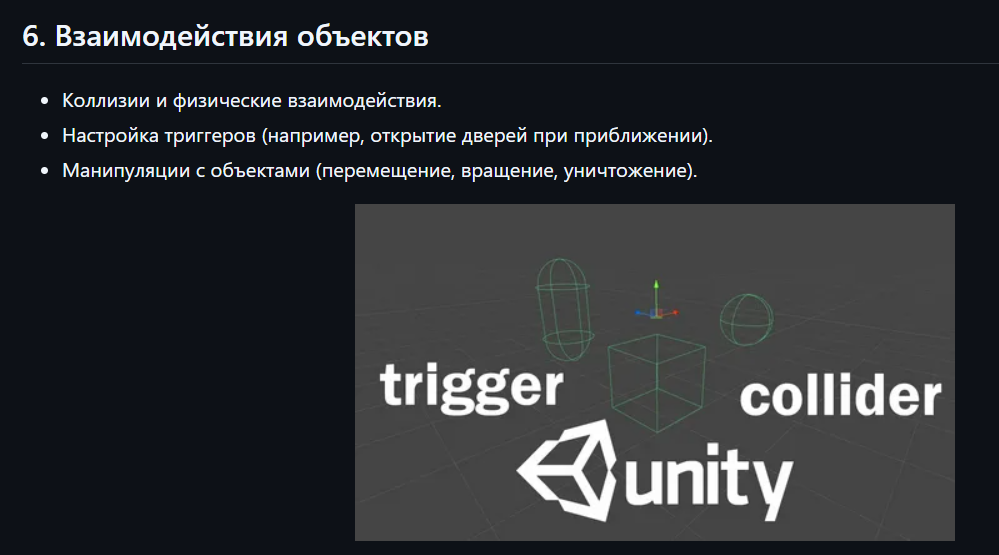 6. Взаимодействия объектов
• Коллизии и физические взаимодействия.
• Настройка триггеров (например, открытие дверей при приближении).
• Манипуляции с объектами (перемещение, вращение, уничтожение).
trigger
collider
unity